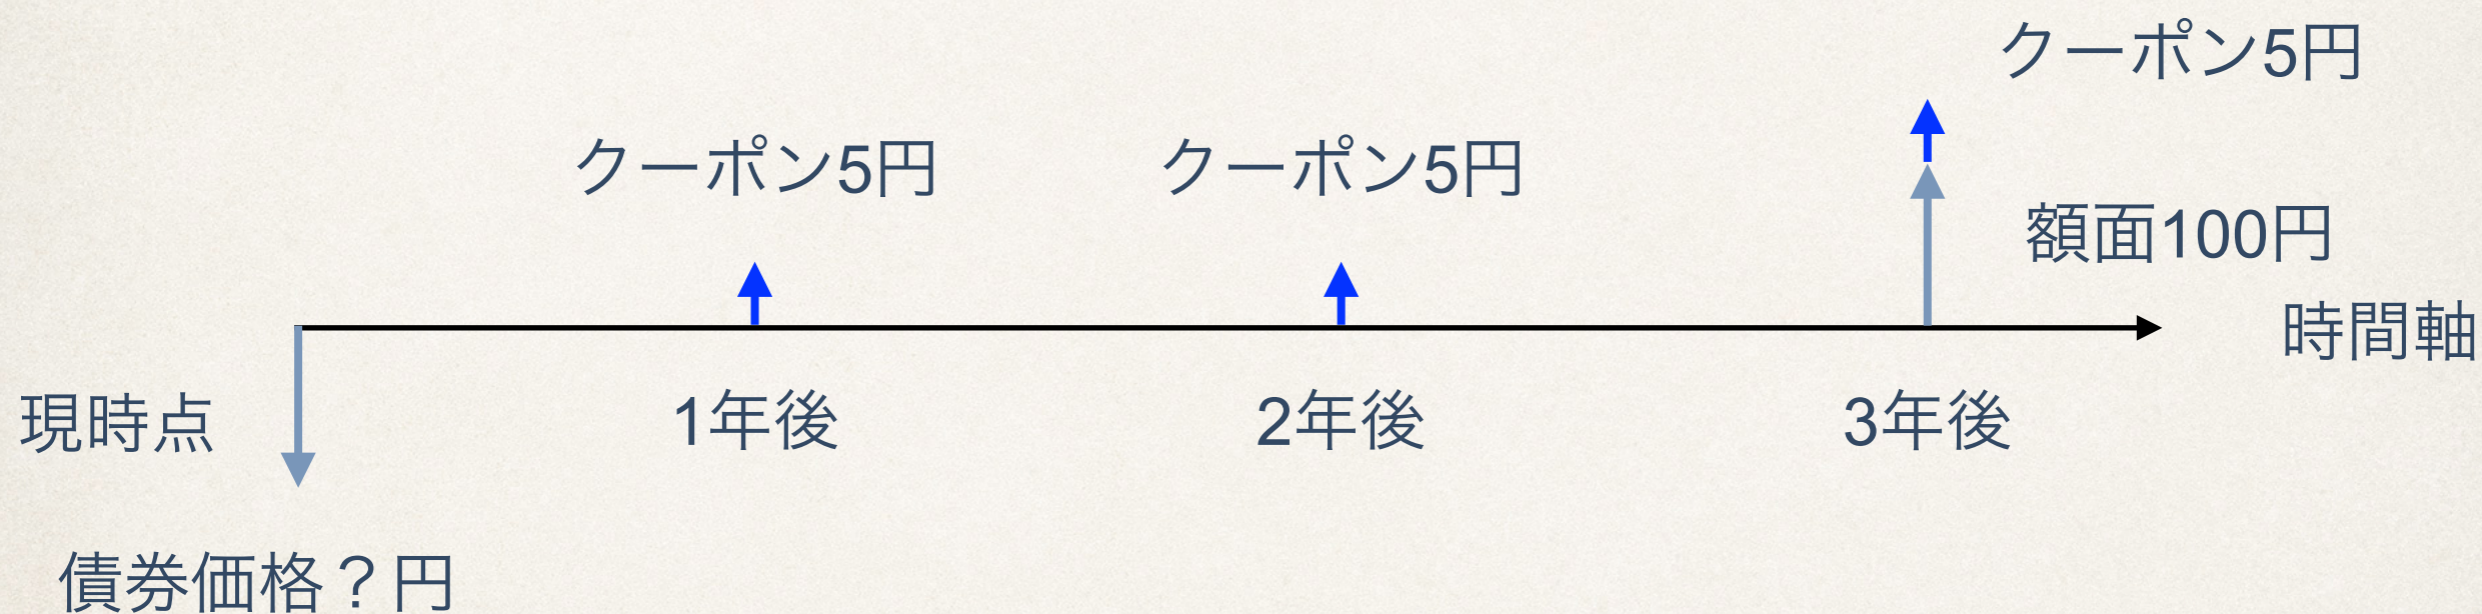 クーポン5円
クーポン5円
クーポン5円
額面100円
時間軸
現時点
1年後
2年後
3年後
債券価格？円